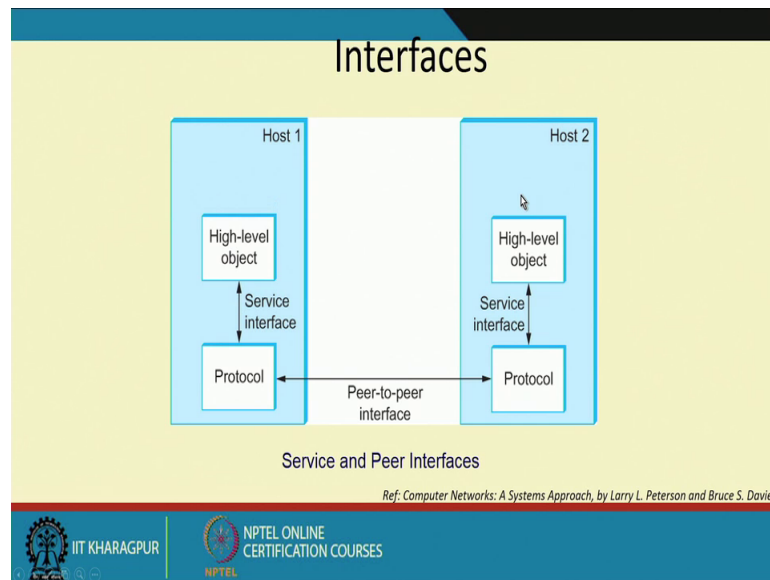 Interfaces
Host 1
Host 2
High-level
object
High-level
object
Service
interface
Service
interface
Protocol
Protocol
Peer-to-peer
interface
Service and Peer Interfaces
Ref: Computer Networks: A Systems Approach, by Larry L. Peterson and Bruce S. Davie
IIT KHARAGPUR
NPTEL
NPTEL ONLINE
CERTIFICATION COURSES